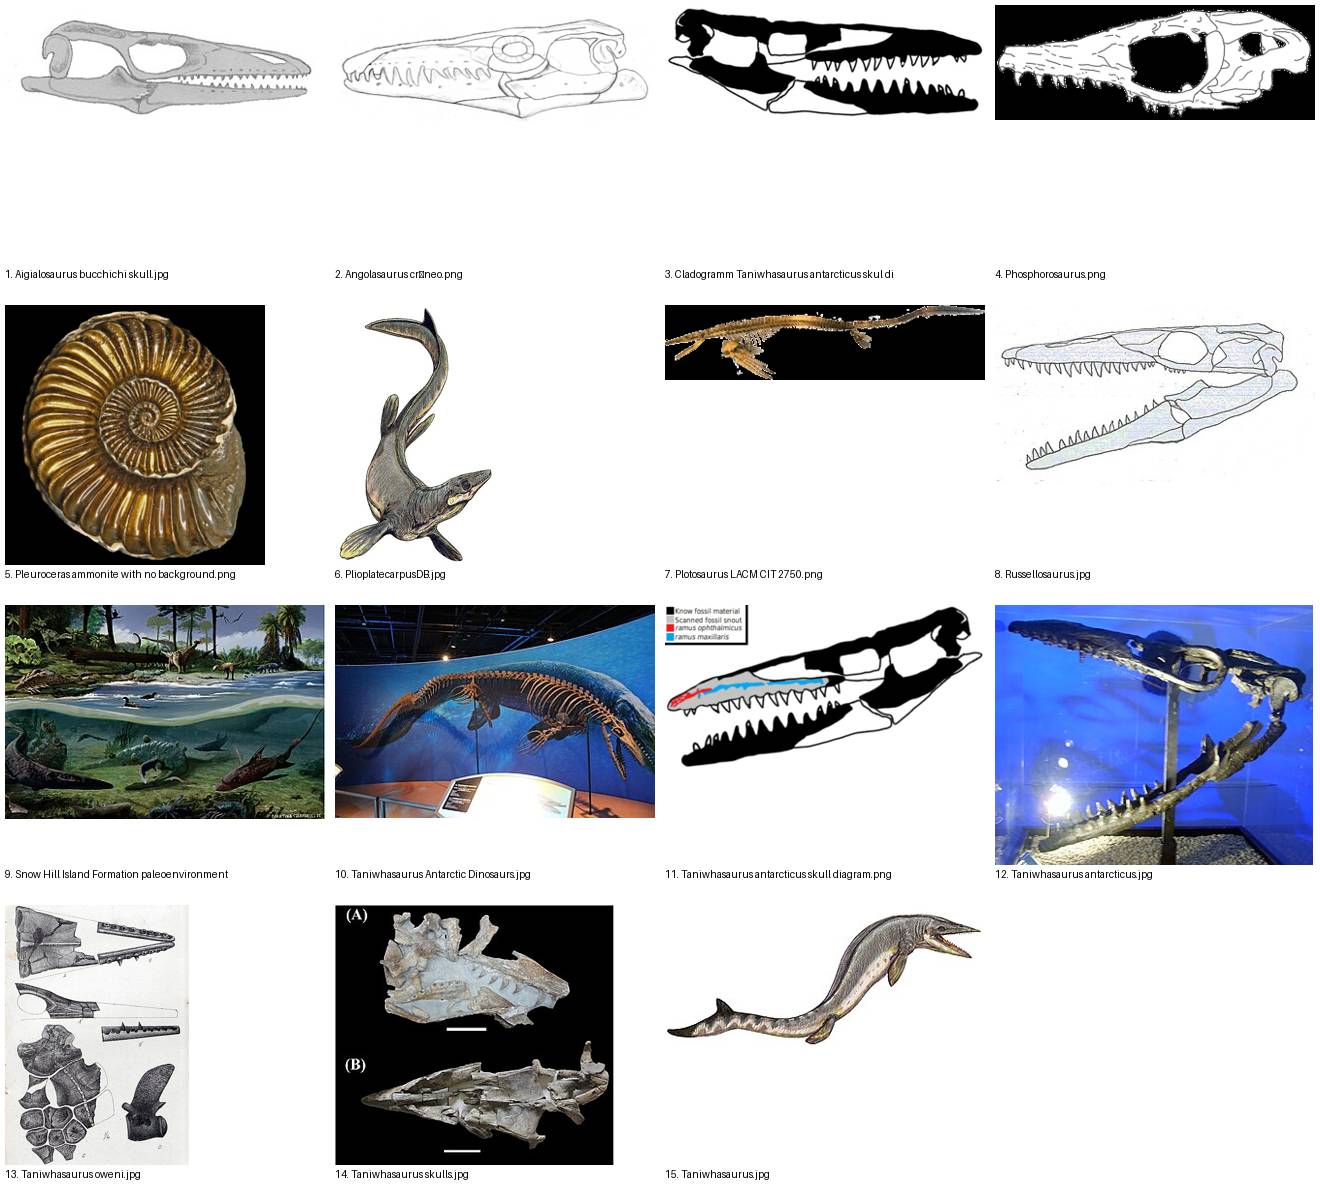 1. Aigialosaurus bucchichi skull.jpg
2. Angolasaurus cr□neo.png
3. Cladogramm Taniwhasaurus antarcticus skul di
4. Phosphorosaurus.png
5. Pleuroceras ammonite with no background.png
6. PlioplatecarpusDB.jpg
7. Plotosaurus LACM CIT 2750.png
8. Russellosaurus.jpg
Know fossil material
Scanned fossil snout
ramus ophthalmicus
ramus maxillaris
9. Snow Hill Island Formation paleoenvironment
10. Taniwhasaurus Antarctic Dinosaurs.jpg
11. Taniwhasaurus antarcticus skull diagram.png
12. Taniwhasaurus antarcticus.jpg
(A)
(B)
13. Taniwhasaurus oweni.jpg
14. Taniwhasaurus skulls.jpg
15. Taniwhasaurus.jpg